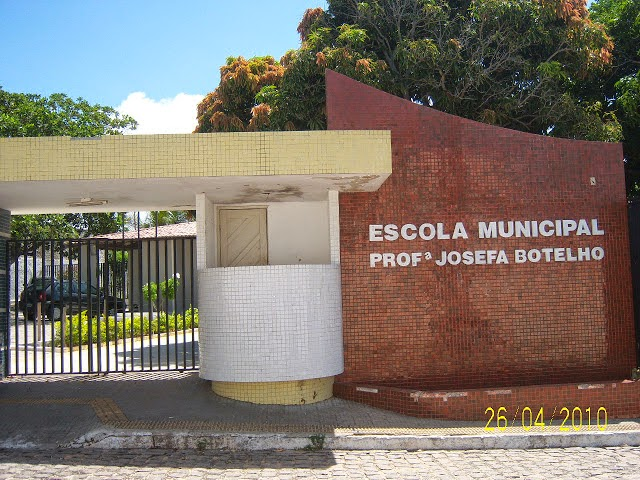 ESCOLA MUNICIPAL
PROFª JOSEFA BOTELHO
26/04/2010